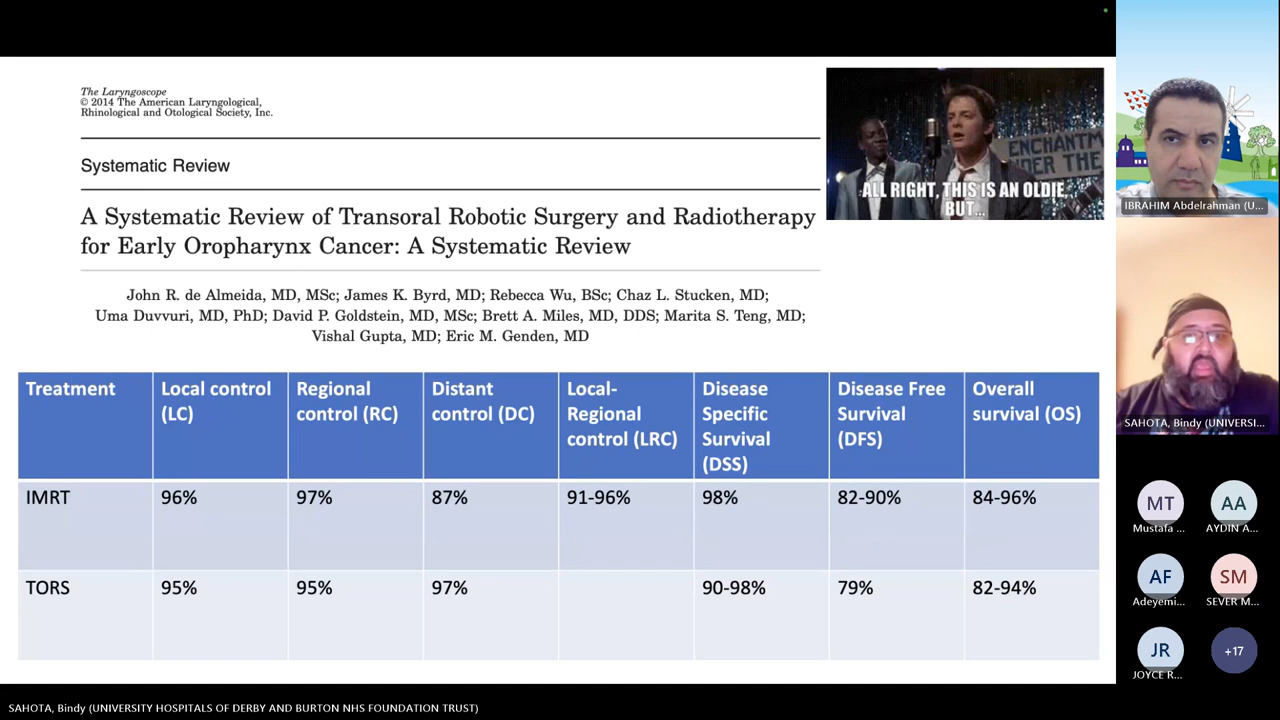 The Laryngoscope
© 2014 The American Laryngological,
Rhinological and Otological Society, Inc.
Systematic Review
A Systematic Review of Transoral Robotic Surgery and Radiotherapy
for Early Oropharynx Cancer: A Systematic Review
John R. de Almeida, MD, MSc; James K. Byrd, MD; Rebecca Wu, BSc; Chaz L. Stucken, MD;
Uma Duvvuri, MD, PhD; David P. Goldstein, MD, MSc; Brett A. Miles, MD, DDS; Marita S. Teng, MD;
Vishal Gupta, MD; Eric M. Genden, MD
ENCHANTM
UNDER THE
ALL RIGHT, THIS IS AN OLDIE,
BUT...
Treatment
Local control
(LC)
Regional
control (RC)
Distant
control (DC)
Local-
Regional
control (LRC)
Disease
Specific
Survival
(DSS)
Disease Free
Survival
(DFS)
Overall
survival (OS)
IMRT 96% 97% 87% 91-96% 98% 82-90% 84-96%
TORS 95% 95% 97% 90-98% 79% 82-94%
IBRAHIM Abdelrahman (U...
SAHOTA, Bindy (UNIVERSI...
MT AA
Mustafa ... AYDIN A...
AF SM
Adeyemi... SEVER M...
JR +17
JOYCE R...
SAHOTA, Bindy (UNIVERSITY HOSPITALS OF DERBY AND BURTON NHS FOUNDATION TRUST)